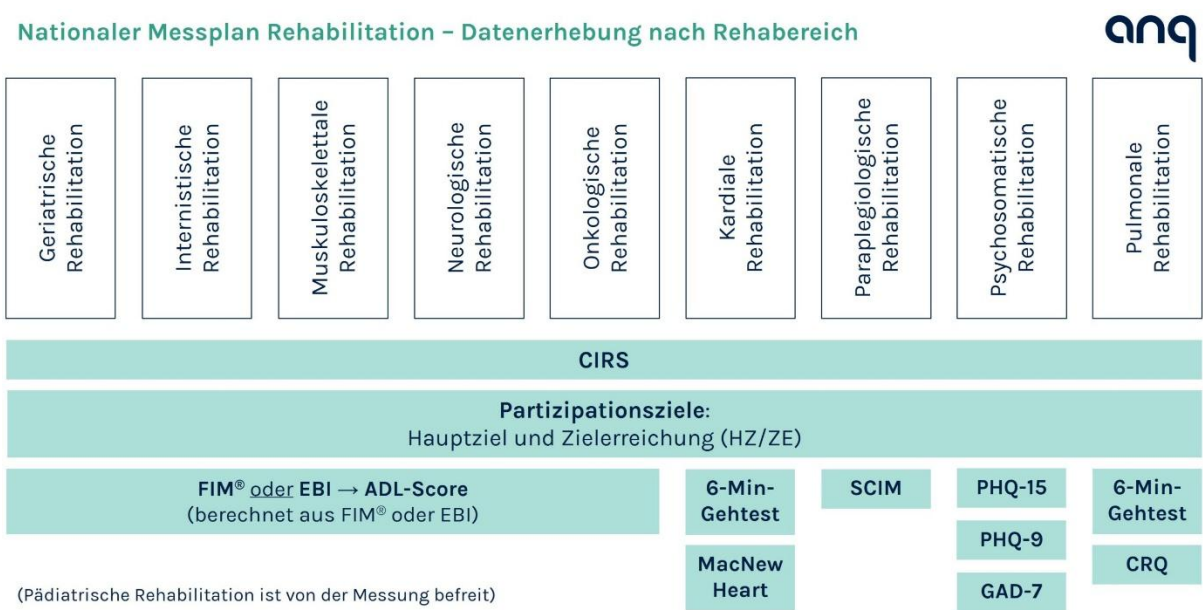 Nationaler Messplan Rehabilitation – Datenerhebung nach Rehabereich
anq
Geriatrische
Rehabilitation
Internistische
Rehabilitation
Muskuloskelettale
Rehabilitation
Neurologische
Rehabilitation
Onkologische
Rehabilitation
Kardiale
Rehabilitation
Paraplegiologische
Rehabilitation
Psychosomatische
Rehabilitation
Pulmonale
Rehabilitation
CIRS
Partizipationsziele:
Hauptziel und Zielerreichung (HZ/ZE)
FIM® oder EBI → ADL-Score
(berechnet aus FIM® oder EBI)
6-Min-
Gehtest
MacNew
Heart
SCIM
PHQ-15
PHQ-9
GAD-7
6-Min-
Gehtest
CRQ
(Pädiatrische Rehabilitation ist von der Messung befreit)